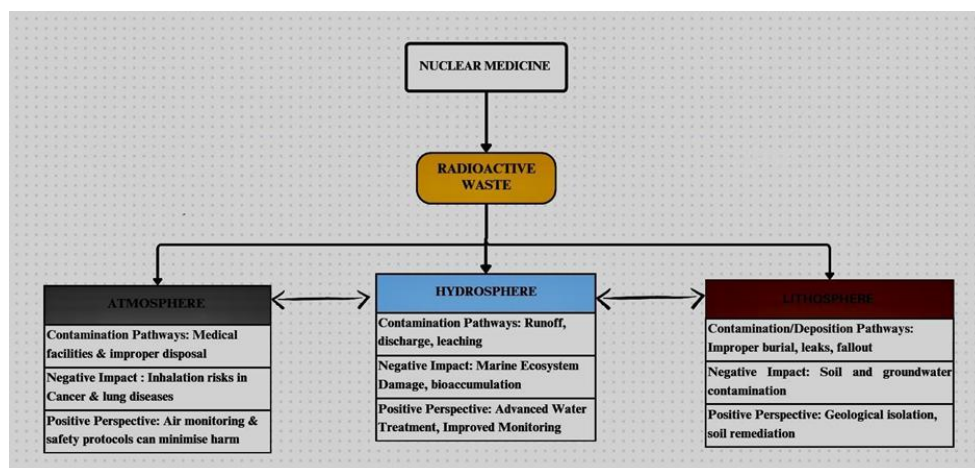 NUCLEAR MEDICINE
RADIOACTIVE
WASTE
ATMOSPHERE
Contamination Pathways: Medical
facilities & improper disposal
Negative Impact : Inhalation risks in
Cancer & lung diseases
Positive Perspective: Air monitoring &
safety protocols can minimise harm
HYDROSPHERE
Contamination Pathways: Runoff,
discharge, leaching
Negative Impact: Marine Ecosystem
Damage, bioaccumulation
Positive Perspective: Advanced Water
Treatment, Improved Monitoring
LITHOSPHERE
Contamination/Deposition Pathways:
Improper burial, leaks, fallout
Negative Impact: Soil and groundwater
contamination
Positive Perspective: Geological isolation,
soil remediation